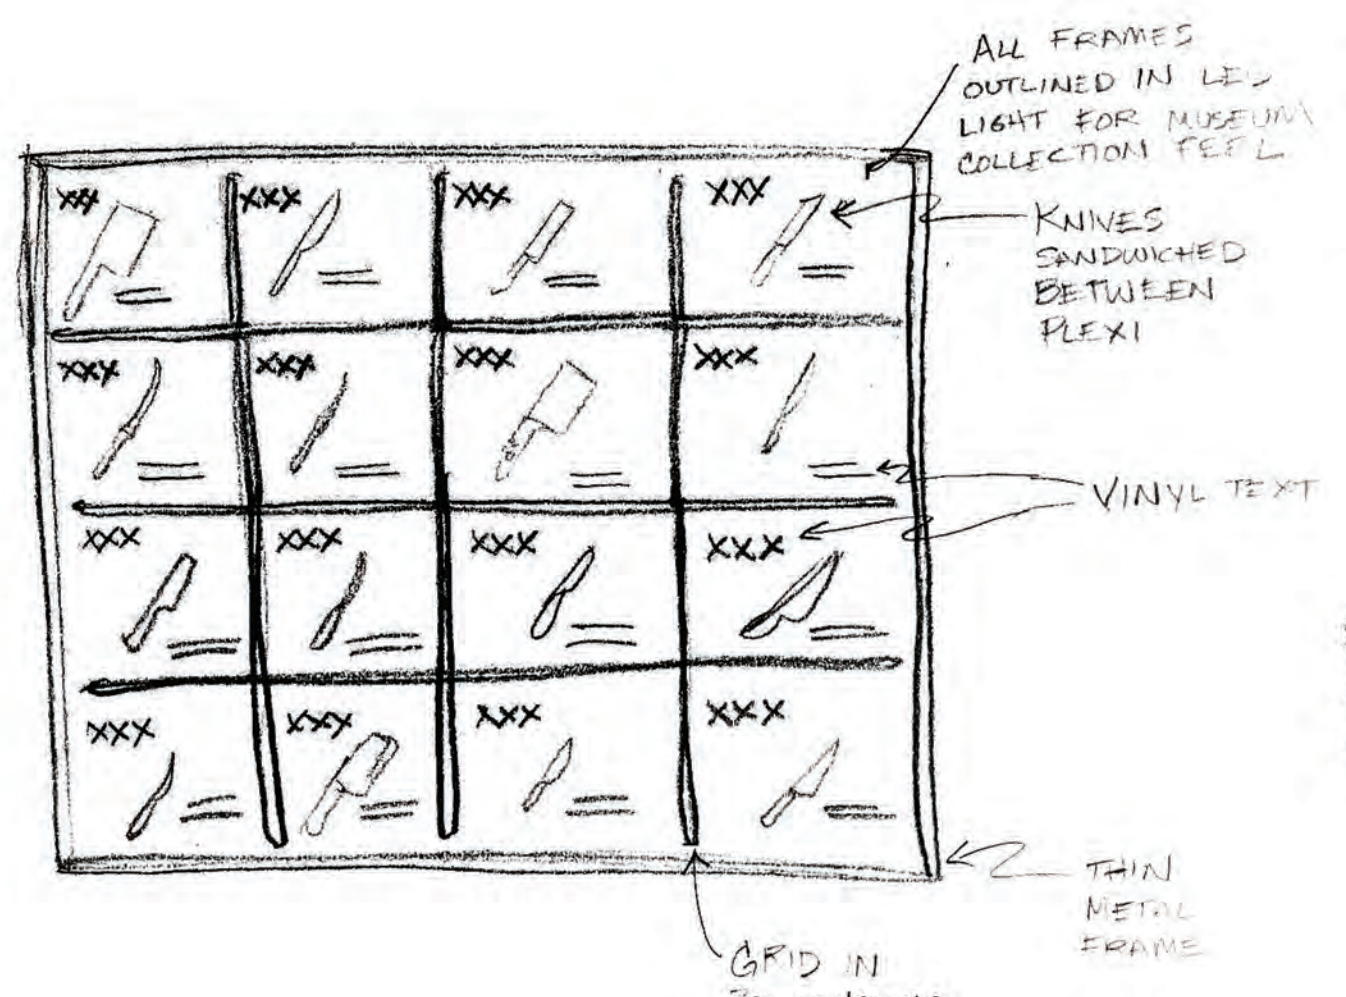 ALL FRAMES
OUTLINED IN LED
LIGHT FOR MUSEUM
COLLECTION FEEL
XXX XXX XXX XXX
KNIVES
SANDWICHED
BETWEEN
PLEXI
XXX XXX XXX XXX
VINYL TEXT
XXX XXX XXX XXX
XXX XXX XXX XXX
THIN
METAL
FRAME
GRID IN